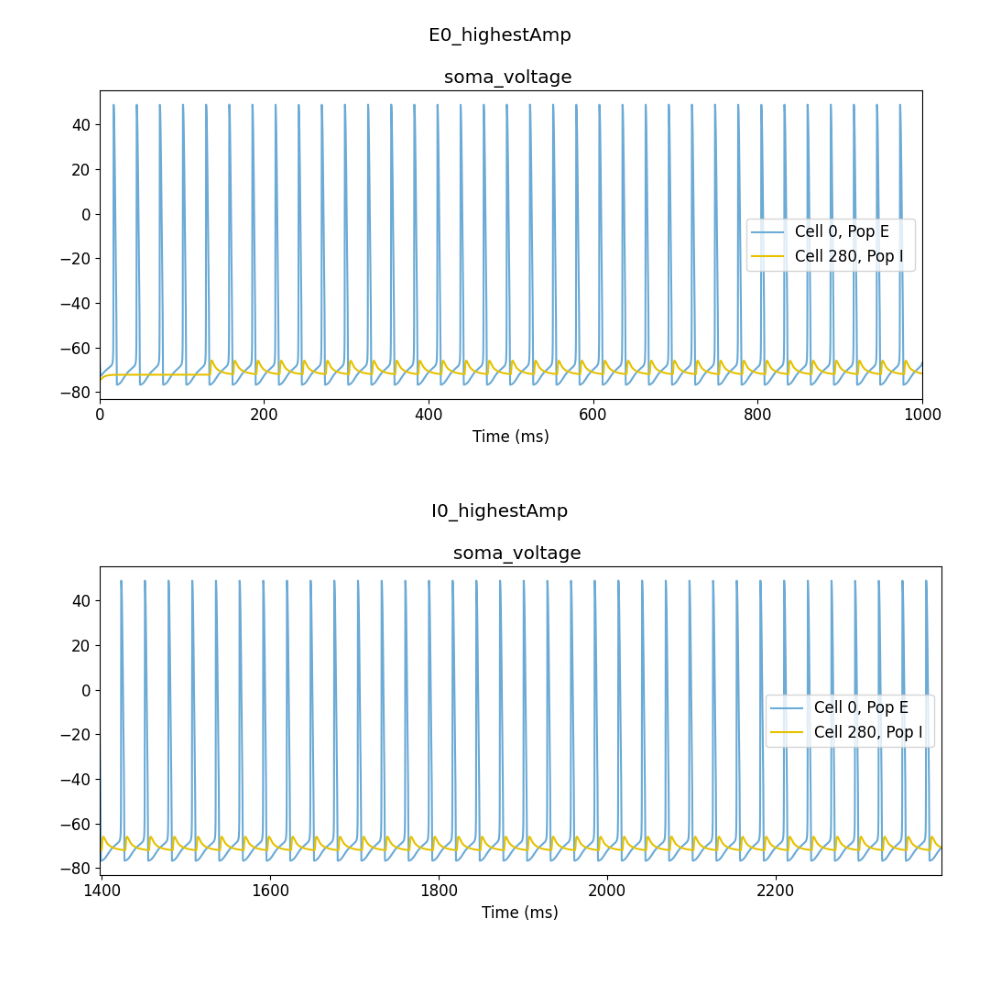 E0_highestAmp
soma_voltage
40
20
0
−20
−40
−60
−80
Cell 0, Pop E
Cell 280, Pop I
0 200 400 600 800 1000
Time (ms)
I0_highestAmp
soma_voltage
40
20
0
−20
−40
−60
−80
Cell 0, Pop E
Cell 280, Pop I
1400 1600 1800 2000 2200
Time (ms)